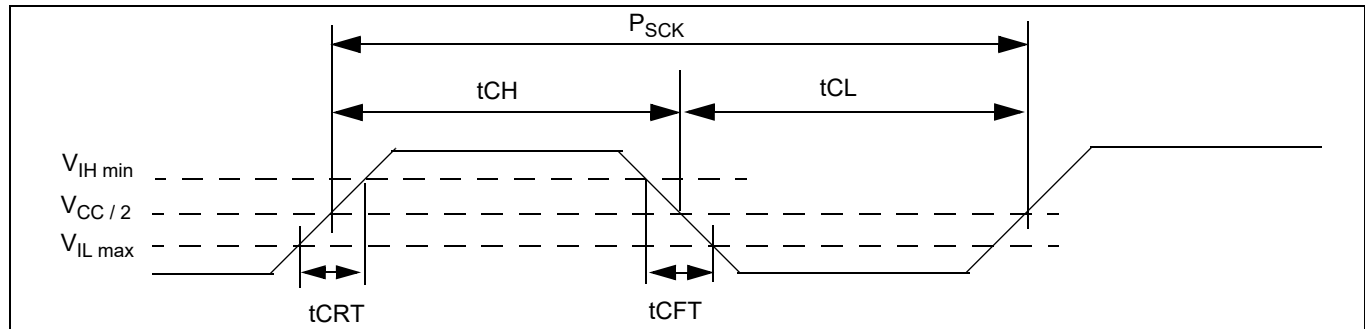 PSCK
tCH
tCL
VIH min
VCC / 2
VIL max
tCRT
tCFT